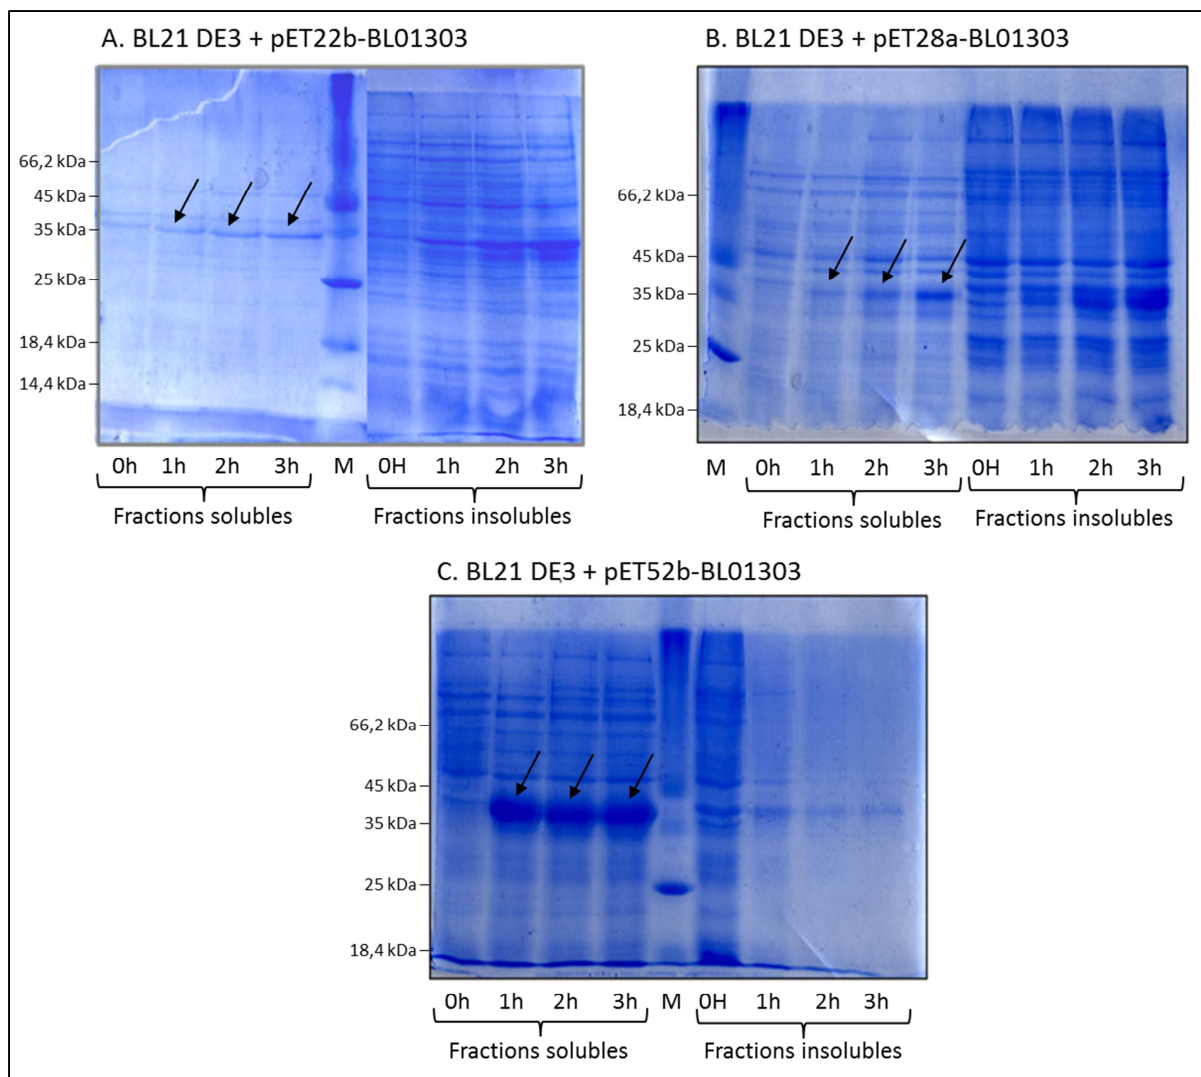 A. BL21 DE3 + pET22b-BL01303
66,2 kDa
45 kDa
35 kDa
25 kDa
18,4 kDa
14,4 kDa
0h 1h 2h 3h M 0H 1h 2h 3h
Fractions solubles Fractions insolubles
B. BL21 DE3 + pET28a-BL01303
66,2 kDa
45 kDa
35 kDa
25 kDa
18,4 kDa
M 0h 1h 2h 3h 0H 1h 2h 3h
Fractions solubles Fractions insolubles
C. BL21 DE3 + pET52b-BL01303
66,2 kDa
45 kDa
35 kDa
25 kDa
18,4 kDa
0h 1h 2h 3h M 0H 1h 2h 3h
Fractions solubles Fractions insolubles